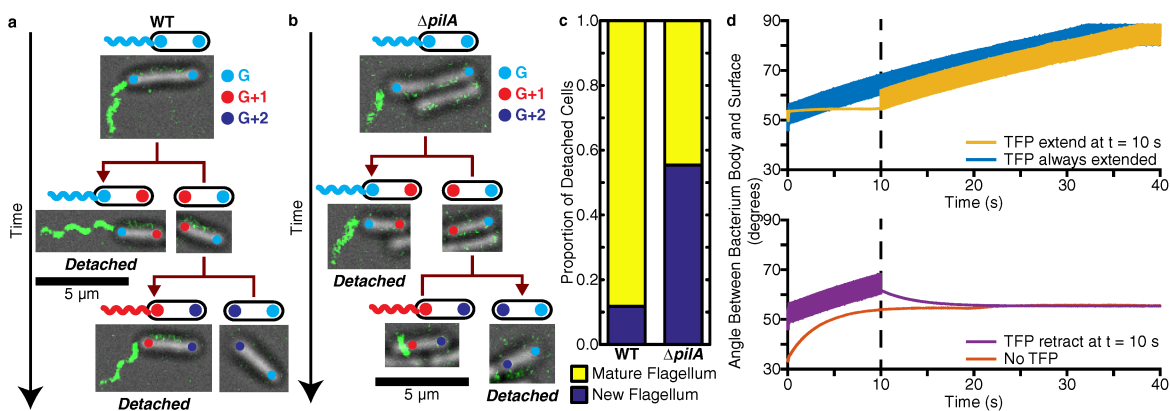 a
WT
G
G+1
G+2
Time
Detached
5 μm
Detached
b
ΔpilA
G
G+1
G+2
Time
Detached
5 μm
Detached
c
Proportion of Detached Cells
1.0
0.8
0.6
0.4
0.2
0.0
WT
ΔpilA
Mature Flagellum
New Flagellum
d
Angle Between Bacterium Body and Surface
(degrees)
90
70
50
30
TFP extend at t = 10 s
TFP always extended
0
10
20
30
40
Time (s)
90
70
50
30
TFP retract at t = 10 s
No TFP
0
10
20
30
40
Time (s)